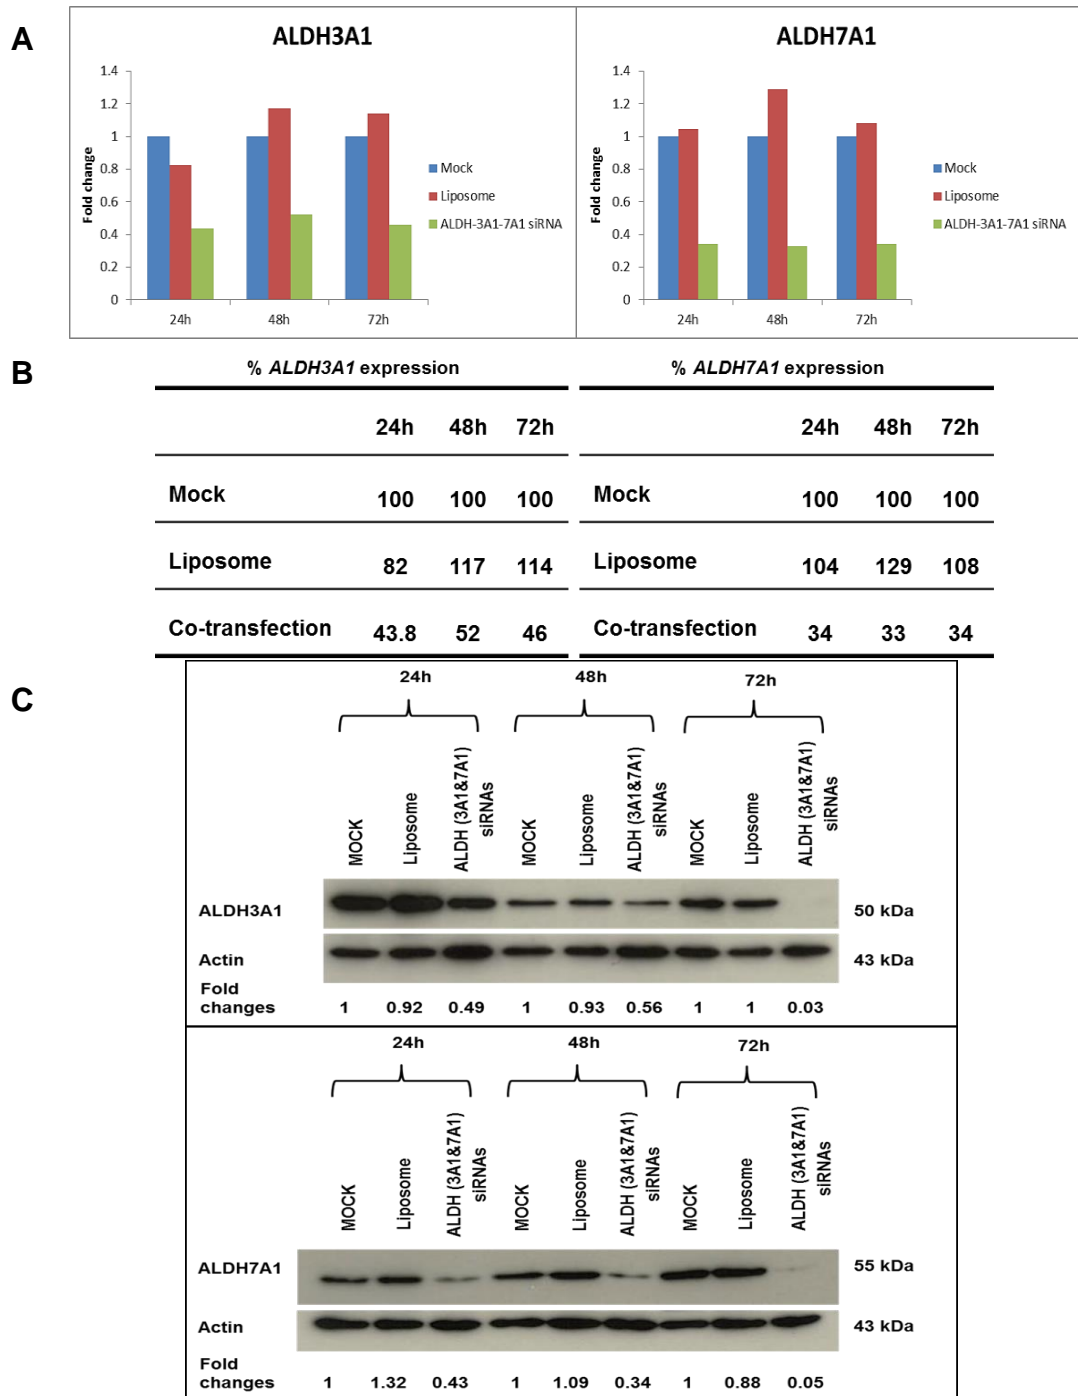 A
ALDH3A1
1.4
1.2
1
0.8
0.6
0.4
0.2
0
Fold change
24h 48h 72h
Mock
Liposome
ALDH-3A1-7A1 siRNA
ALDH7A1
1.4
1.2
1
0.8
0.6
0.4
0.2
0
Fold change
24h 48h 72h
Mock
Liposome
ALDH-3A1-7A1 siRNA
B
% ALDH3A1 expression
24h 48h 72h
Mock 100 100 100
Liposome 82 117 114
Co-transfection 43.8 52 46
% ALDH7A1 expression
24h 48h 72h
Mock 100 100 100
Liposome 104 129 108
Co-transfection 34 33 34
C
24h 48h 72h
MOCK
Liposome
ALDH (3A1&7A1)
siRNAs
MOCK
Liposome
ALDH (3A1&7A1)
siRNAs
MOCK
Liposome
ALDH (3A1&7A1)
siRNAs
ALDH3A1 50 kDa
Actin 43 kDa
Fold
changes 1 0.92 0.49 1 0.93 0.56 1 1 0.03
24h 48h 72h
MOCK
Liposome
ALDH (3A1&7A1)
siRNAs
MOCK
Liposome
ALDH (3A1&7A1)
siRNAs
MOCK
Liposome
ALDH (3A1&7A1)
siRNAs
ALDH7A1 55 kDa
Actin 43 kDa
Fold
changes 1 1.32 0.43 1 1.09 0.34 1 0.88 0.05